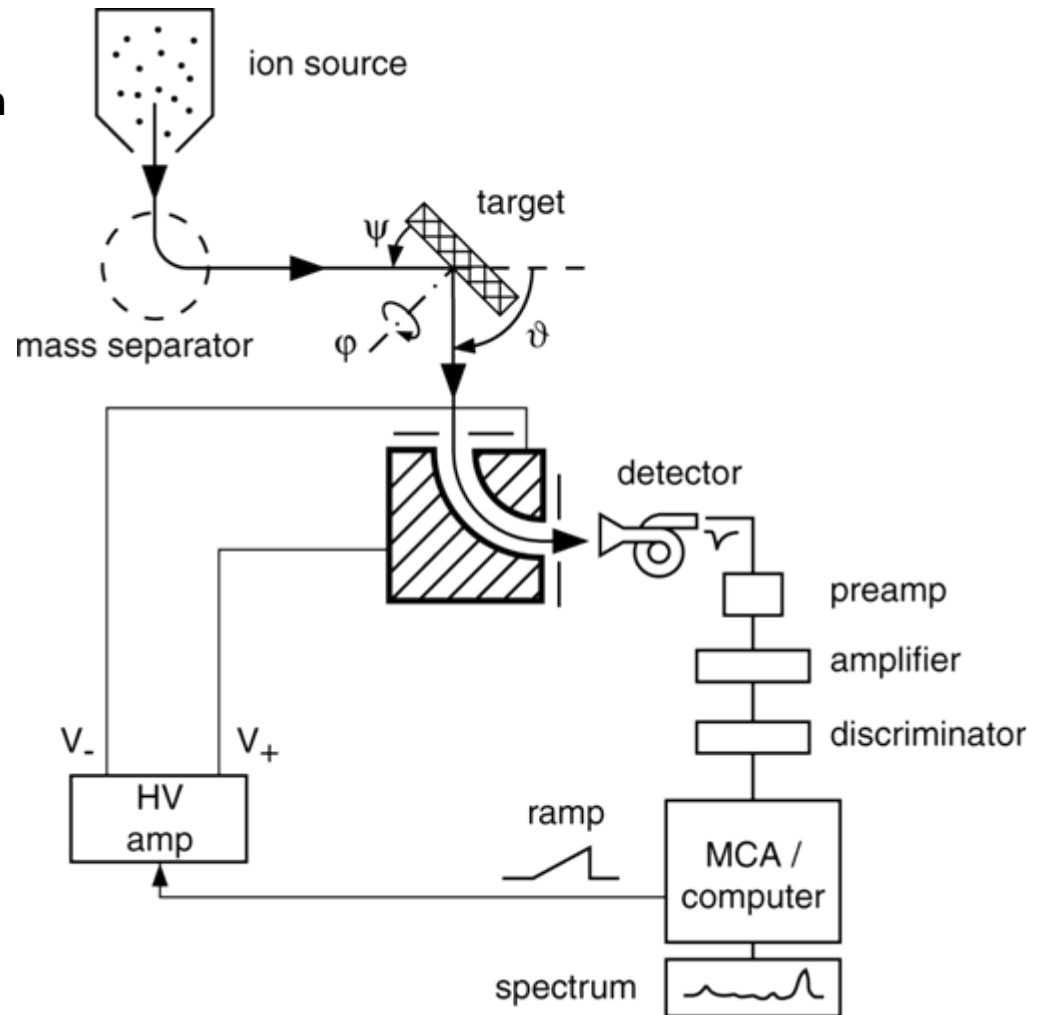 ion source
n
target
ψ
mass separator
φ
ϑ
detector
preamp
amplifier
discriminator
V-
V+
HV
amp
ramp
MCA /
computer
spectrum